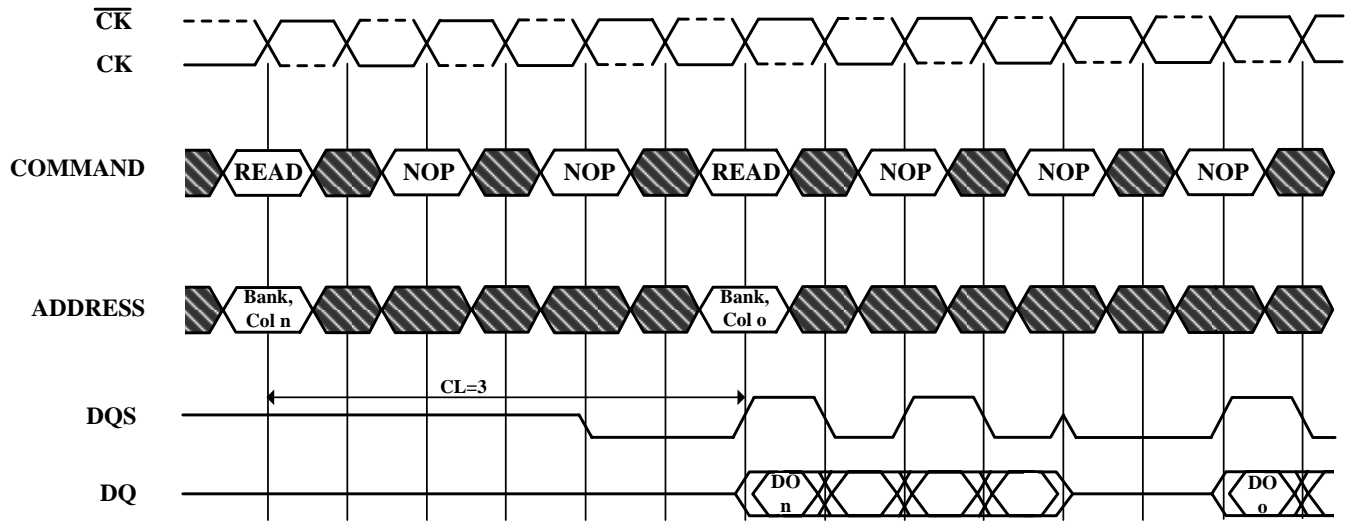 CK
CK
COMMAND
READ NOP NOP READ NOP NOP NOP
ADDRESS
Bank,
Col n
Bank,
Col o
CL=3
DQS
DQ
DO
n
DO
o